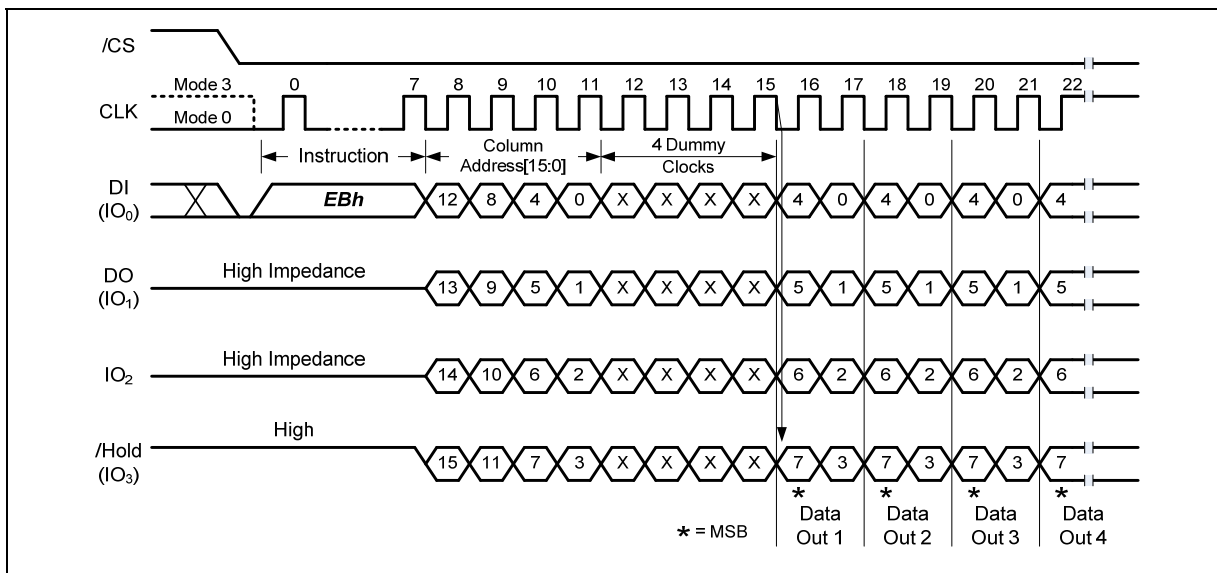 /CS
Mode 3 0 7 8 9 10 11 12 13 14 15 16 17 18 19 20 21 22
CLK
Mode 0
Instruction Column Address[15:0] 4 Dummy Clocks
DI (IO₀) EBh 12 8 4 0 X X X X 4 0 4 0 4 0 4
DO (IO₁) High Impedance 13 9 5 1 X X X X 5 1 5 1 5 1 5
IO₂ High Impedance 14 10 6 2 X X X X 6 2 6 2 6 2 6
/Hold (IO₃) High 15 11 7 3 X X X X 7 3 7 3 7 3 7
* * * *
* = MSB Data Out 1 Data Out 2 Data Out 3 Data Out 4